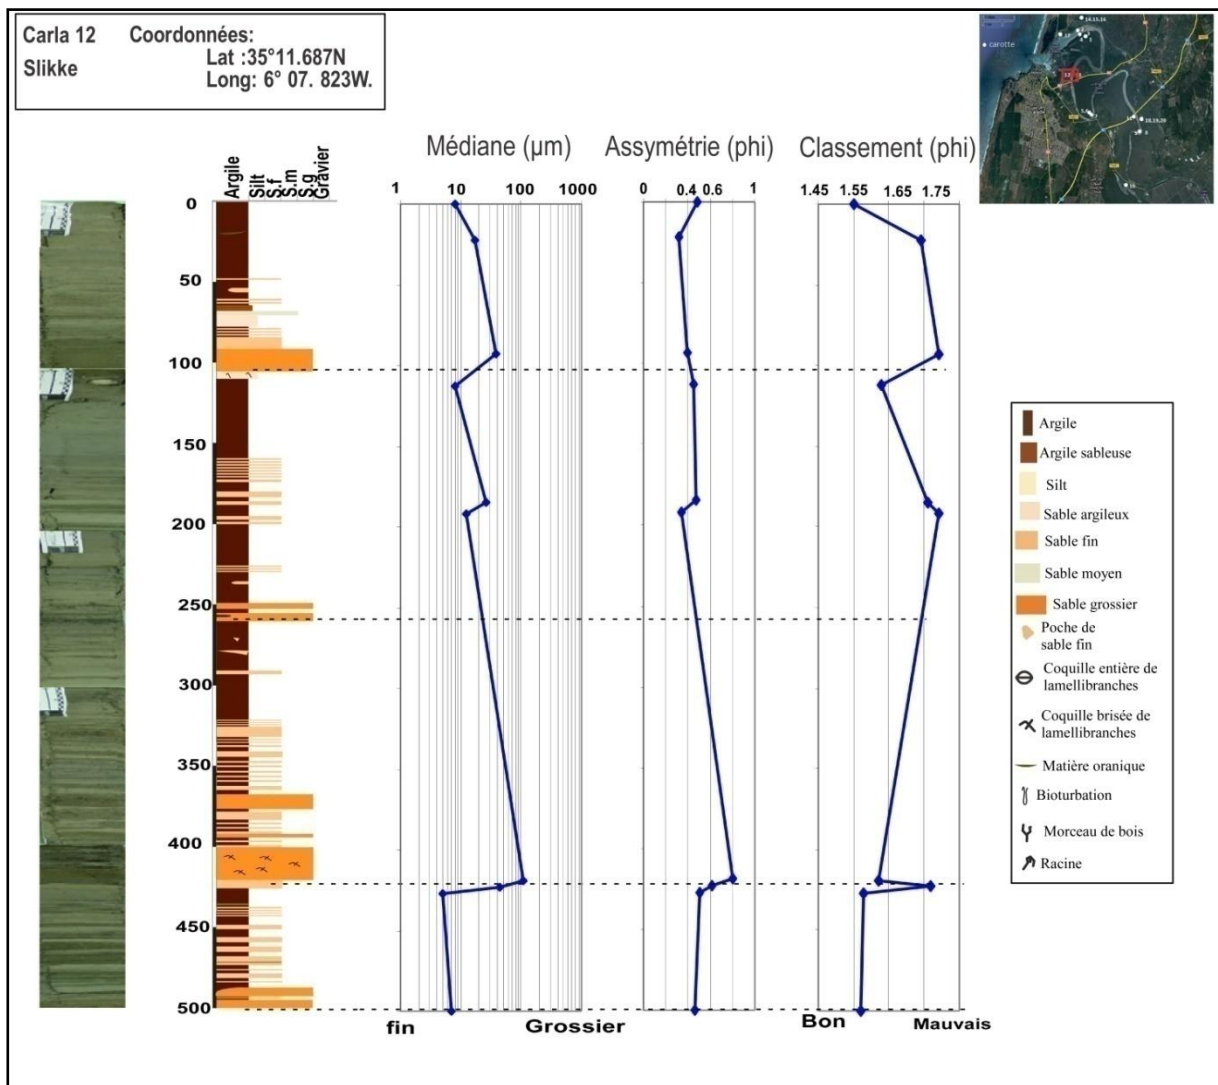 Carla 12 Coordonnées:
Slikke Lat :35°11.687N
Long: 6° 07. 823W.
carotte
Médiane (µm) Assymétrie (phi) Classement (phi)
Argile
Silt
S.f
S.m
S.g
Gravier
1 10 100 1000 0 0.4 0.6 1 1.45 1.55 1.65 1.75
0
50
100
150
200
250
300
350
400
450
500
fin Grossier Bon Mauvais
Argile
Argile sableuse
Silt
Sable argileux
Sable fin
Sable moyen
Sable grossier
Poche de
sable fin
Coquille entière de
lamellibranches
Coquille brisée de
lamellibranches
Matière oranique
Bioturbation
Morceau de bois
Racine